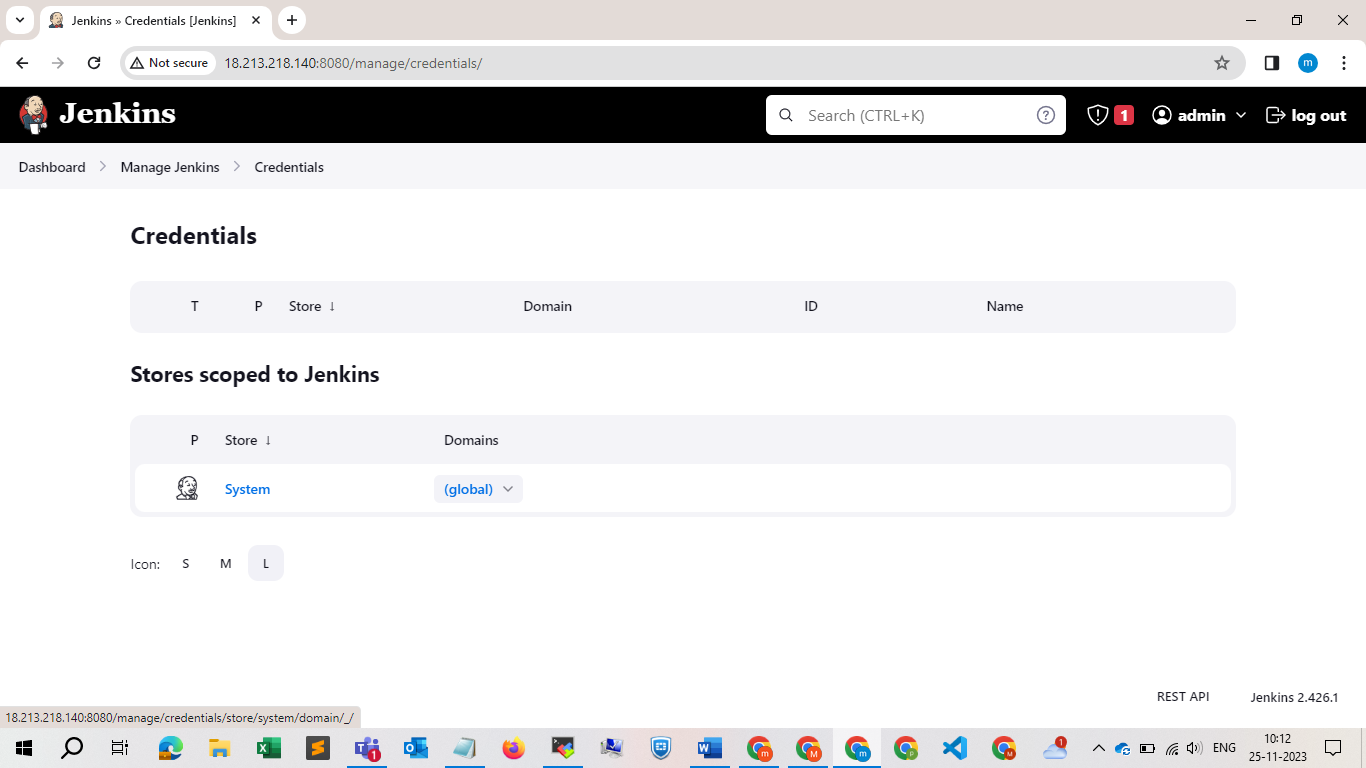 Jenkins » Credentials [Jenkins]
Not secure 18.213.218.140:8080/manage/credentials/ m
Jenkins Search (CTRL+K) ? 1 admin log out
Dashboard Manage Jenkins Credentials
Credentials
T P Store ↓ Domain ID Name
Stores scoped to Jenkins
P Store ↓ Domains
System (global)
Icon: S M L
REST API Jenkins 2.426.1
18.213.218.140:8080/manage/credentials/store/system/domain/_/
ENG 10:12
25-11-2023